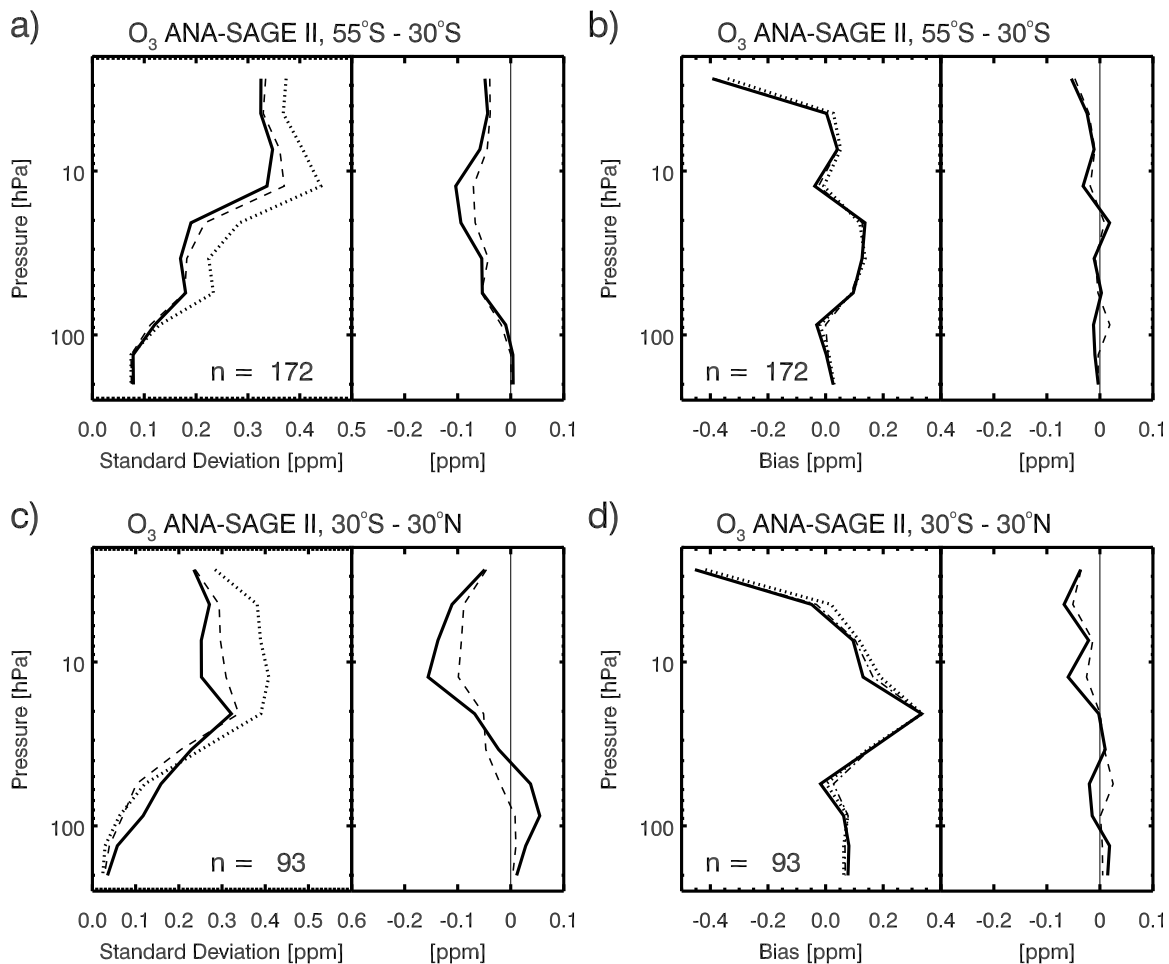 a)
O3 ANA-SAGE II, 55°S - 30°S
Pressure [hPa]
10
100
n = 172
0.0 0.1 0.2 0.3 0.4 0.5 -0.2 -0.1 0 0.1
Standard Deviation [ppm] [ppm]
b)
O3 ANA-SAGE II, 55°S - 30°S
Pressure [hPa]
10
100
n = 172
-0.4 -0.2 0.0 0.2 0.4 -0.2 -0.1 0 0.1
Bias [ppm] [ppm]
c)
O3 ANA-SAGE II, 30°S - 30°N
Pressure [hPa]
10
100
n = 93
0.0 0.1 0.2 0.3 0.4 0.5 0.6 -0.2 -0.1 0 0.1
Standard Deviation [ppm] [ppm]
d)
O3 ANA-SAGE II, 30°S - 30°N
Pressure [hPa]
10
100
n = 93
-0.4 -0.2 0.0 0.2 0.4 -0.2 -0.1 0 0.1
Bias [ppm] [ppm]